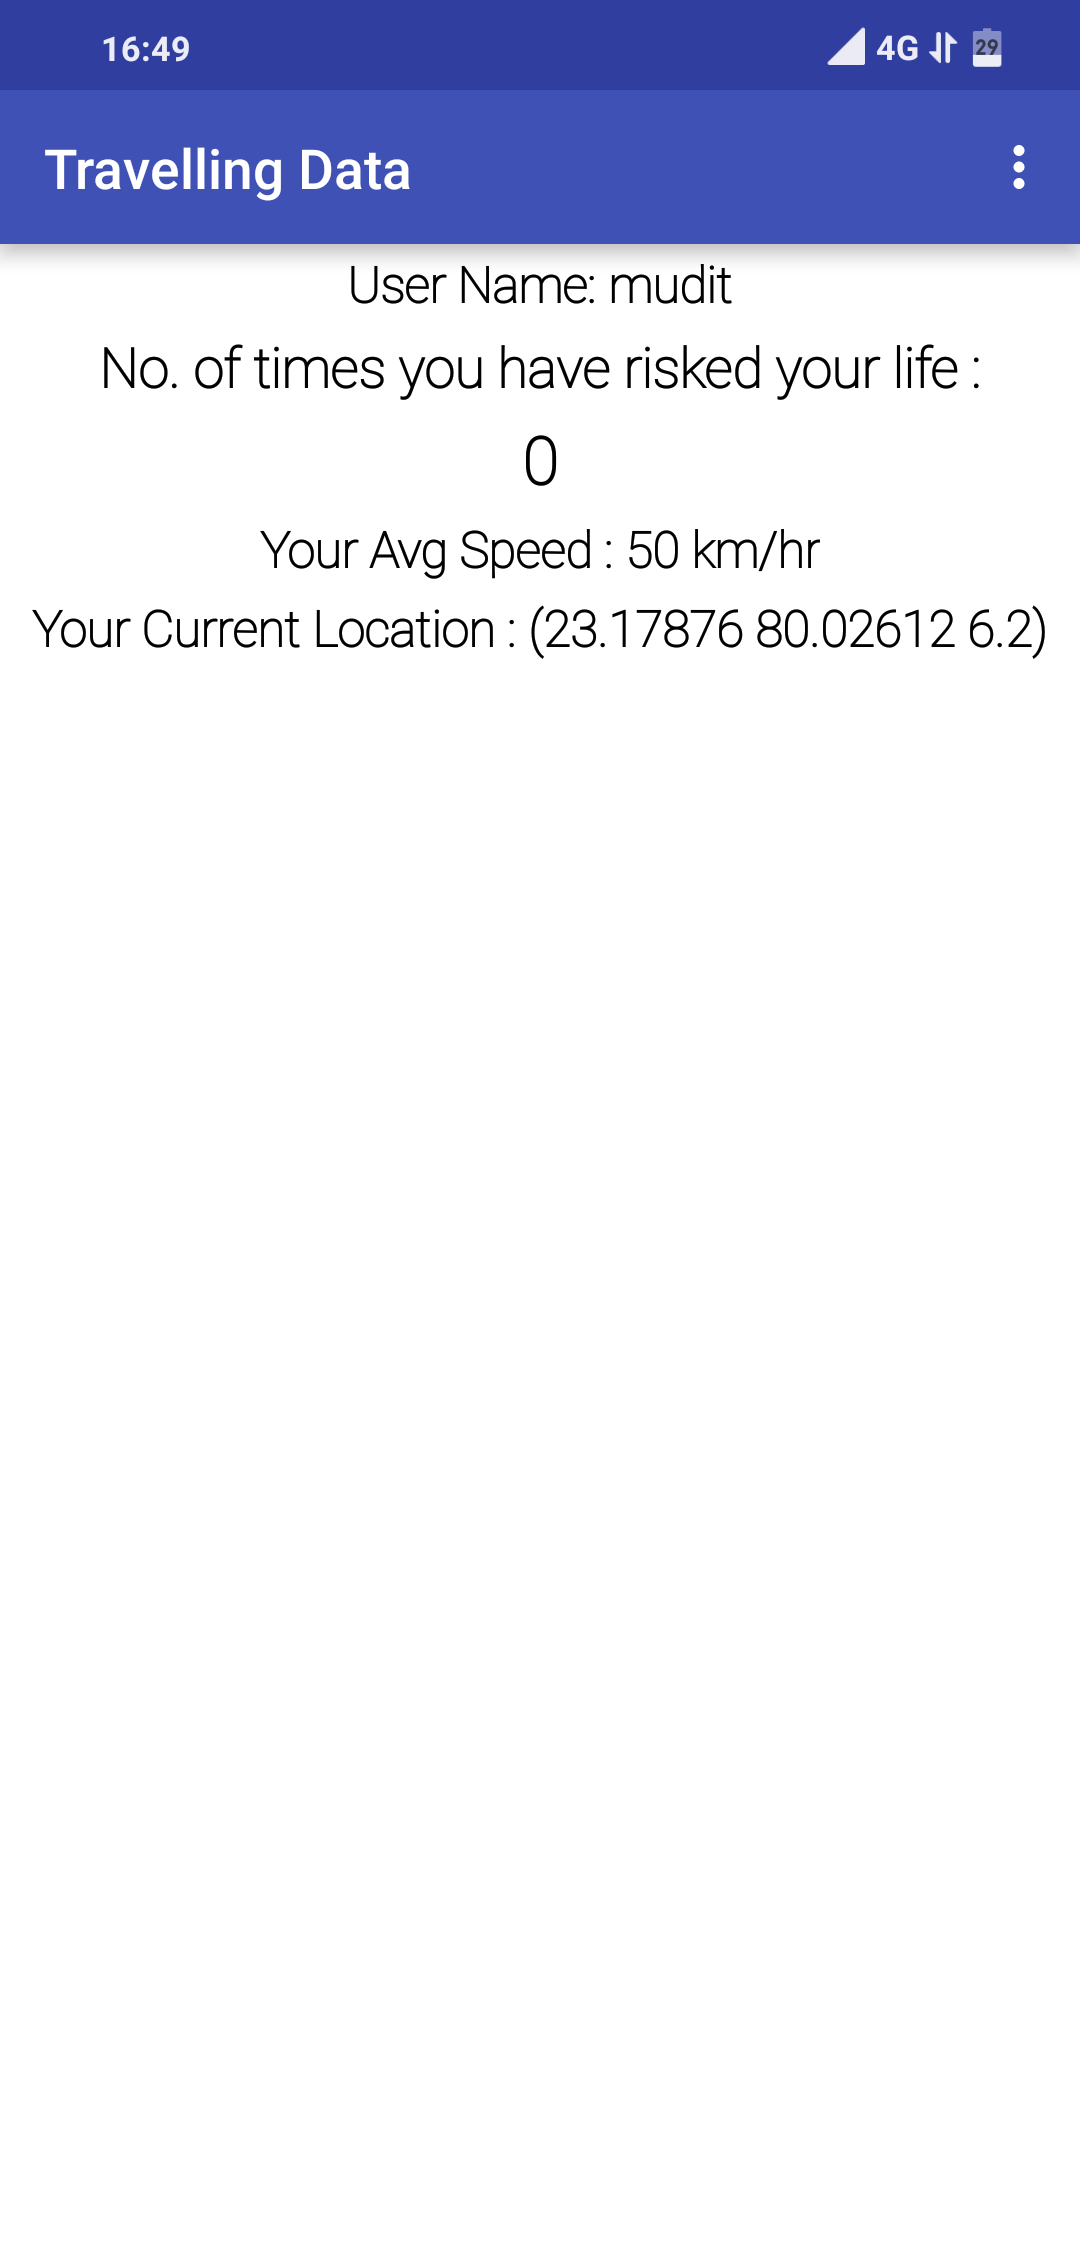 16:49
4G
29
Travelling Data
User Name: mudit
No. of times you have risked your life :
0
Your Avg Speed : 50 km/hr
Your Current Location : (23.17876 80.02612 6.2)